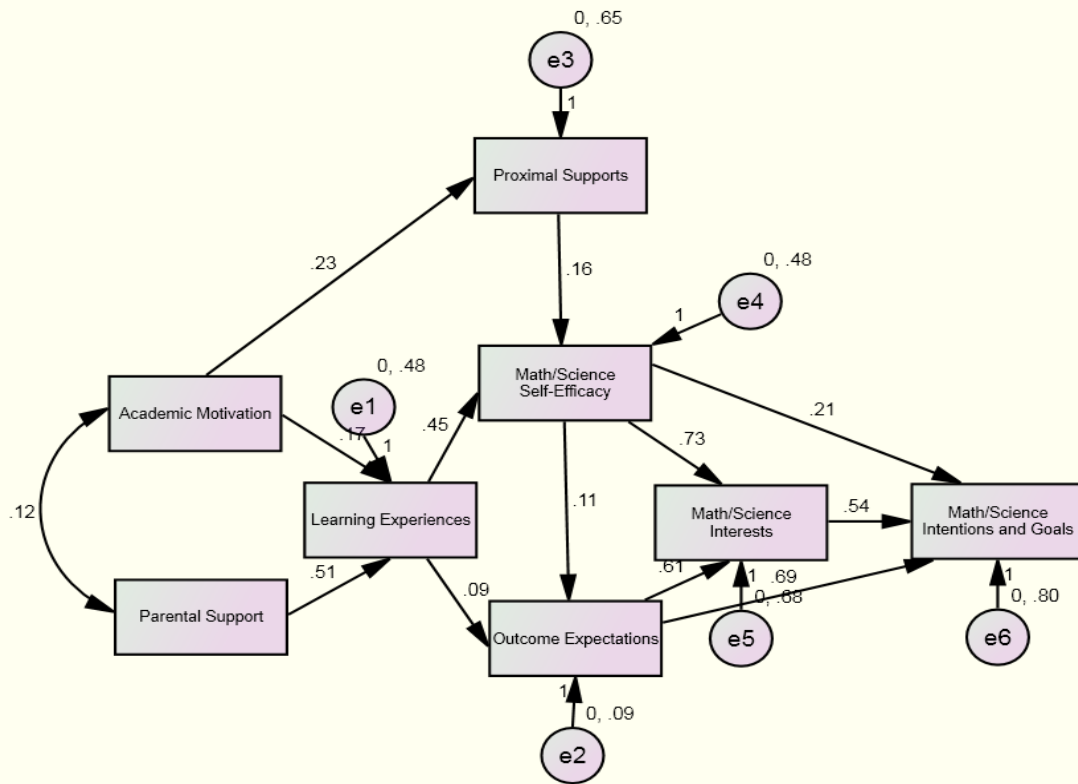 0, .65
e3
1
Proximal Supports
.23
.16
0, .48
e4
1
Math/Science
Self-Efficacy
0, .48
e1
Academic Motivation
.17
1
.45
.21
.73
.12
.11
Learning Experiences
Math/Science
Interests
.54
Math/Science
Intentions and Goals
.51
.09
.61
1
.69
0, .68
1
0, .80
Parental Support
Outcome Expectations
e5
e6
1
0, .09
e2